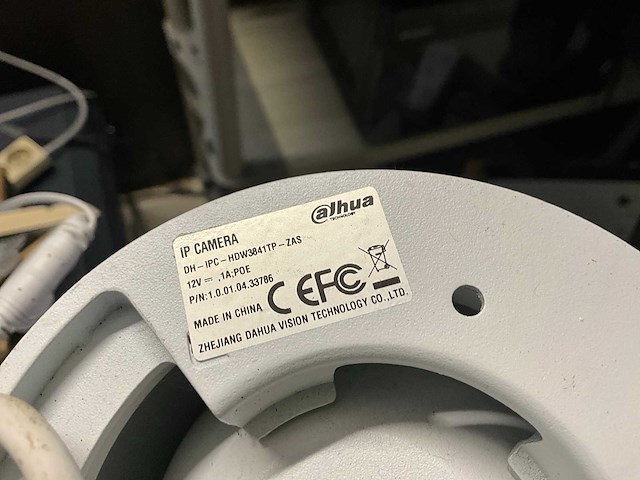 alhua
TECHNOLOGY
IP CAMERA
DH-IPC-HDW3841TP-ZAS
12V⎓,1A;POE
P/N:1.0.01.04.33786
MADE IN CHINA CE FC
ZHEJIANG DAHUA VISION TECHNOLOGY CO.,LTD.